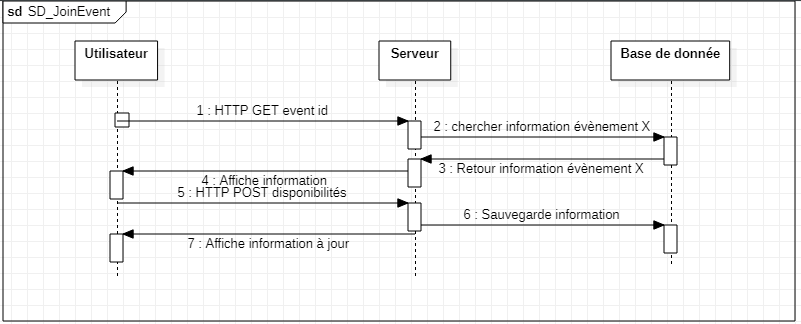 sd SD_JoinEvent
Utilisateur
Serveur
Base de donnée
1 : HTTP GET event id
2 : chercher information évènement X
3 : Retour information évènement X
4 : Affiche information
5 : HTTP POST disponibilités
6 : Sauvegarde information
7 : Affiche information à jour